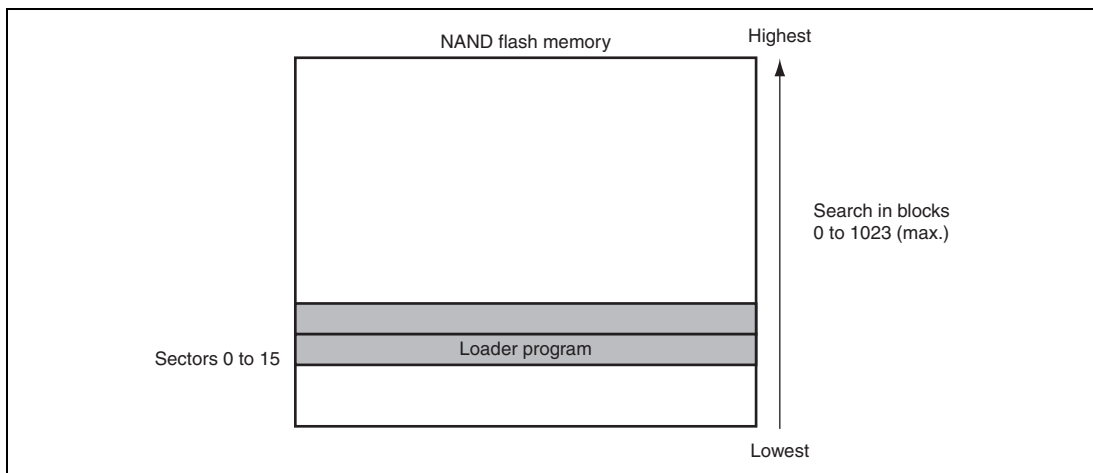 NAND flash memory
Highest
Search in blocks
0 to 1023 (max.)
Sectors 0 to 15
Loader program
Lowest